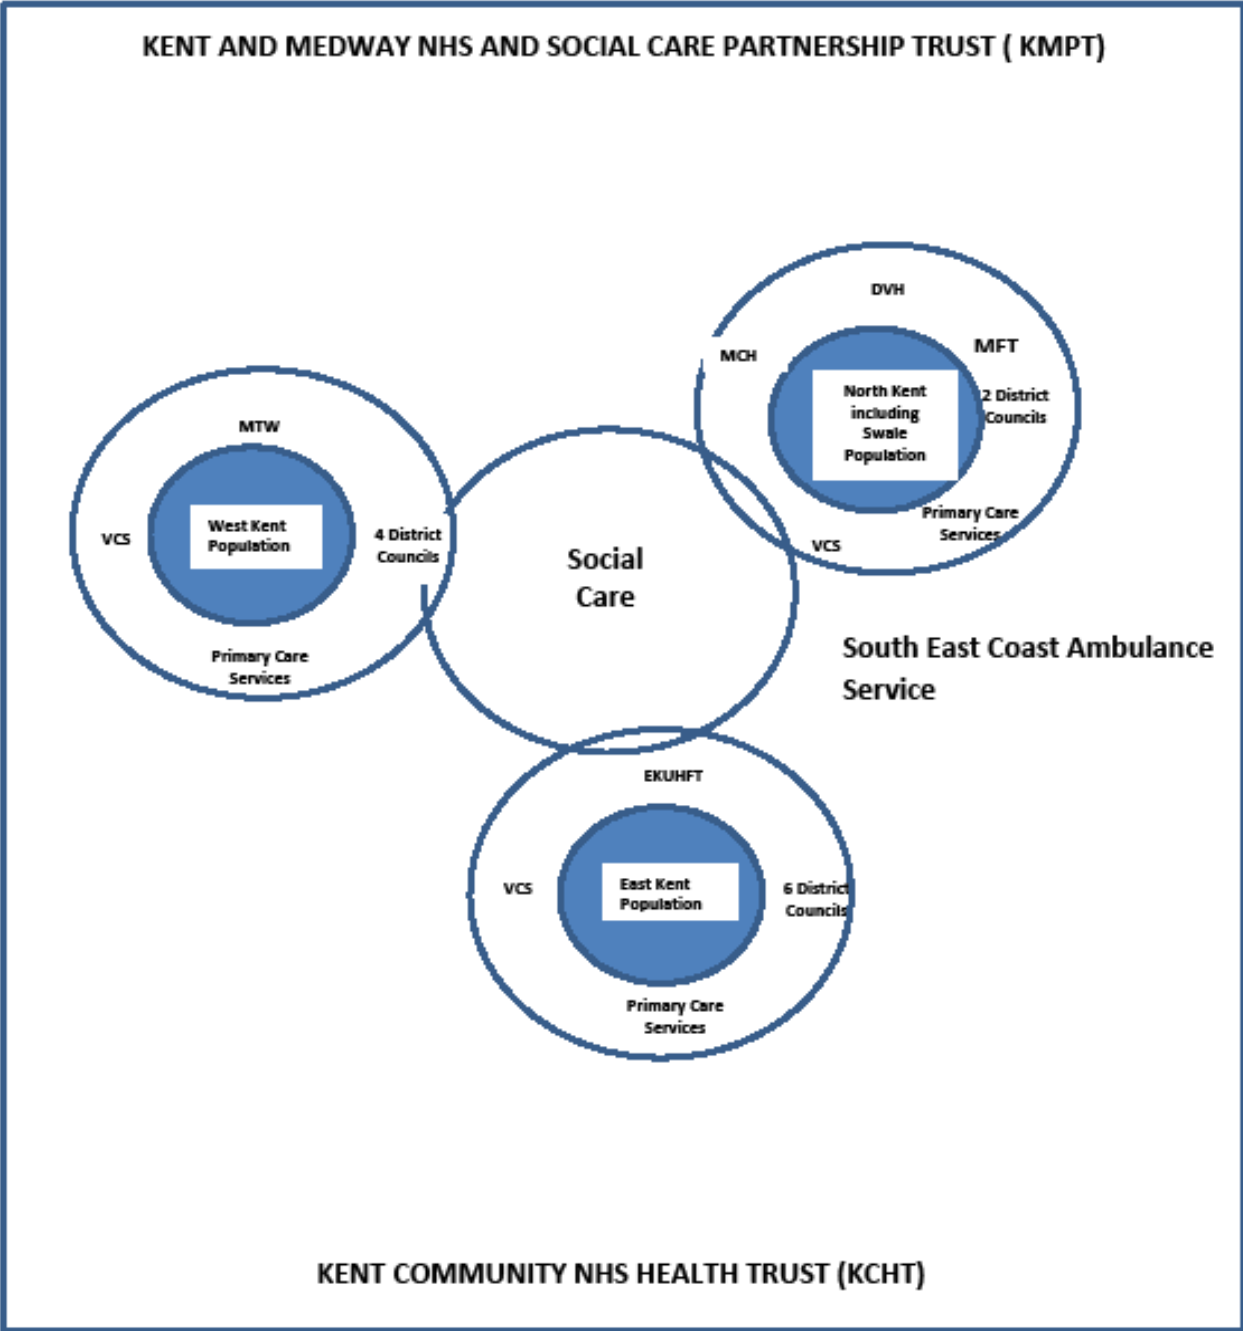 KENT AND MEDWAY NHS AND SOCIAL CARE PARTNERSHIP TRUST ( KMPT)
DVH
MFT
MCH
North Kent
including
Swale
Population
2 District
Councils
Primary Care
Services
VCS
MTW
VCS
West Kent
Population
4 District
Councils
Primary Care
Services
Social
Care
South East Coast Ambulance
Service
EKUHFT
VCS
East Kent
Population
6 District
Councils
Primary Care
Services
KENT COMMUNITY NHS HEALTH TRUST (KCHT)